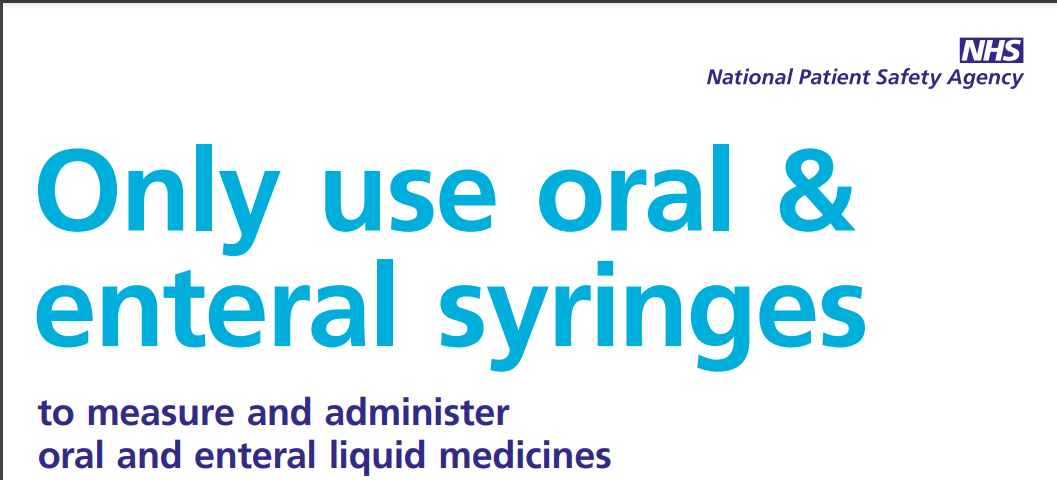 NHS
National Patient Safety Agency
Only use oral &
enteral syringes
to measure and administer
oral and enteral liquid medicines